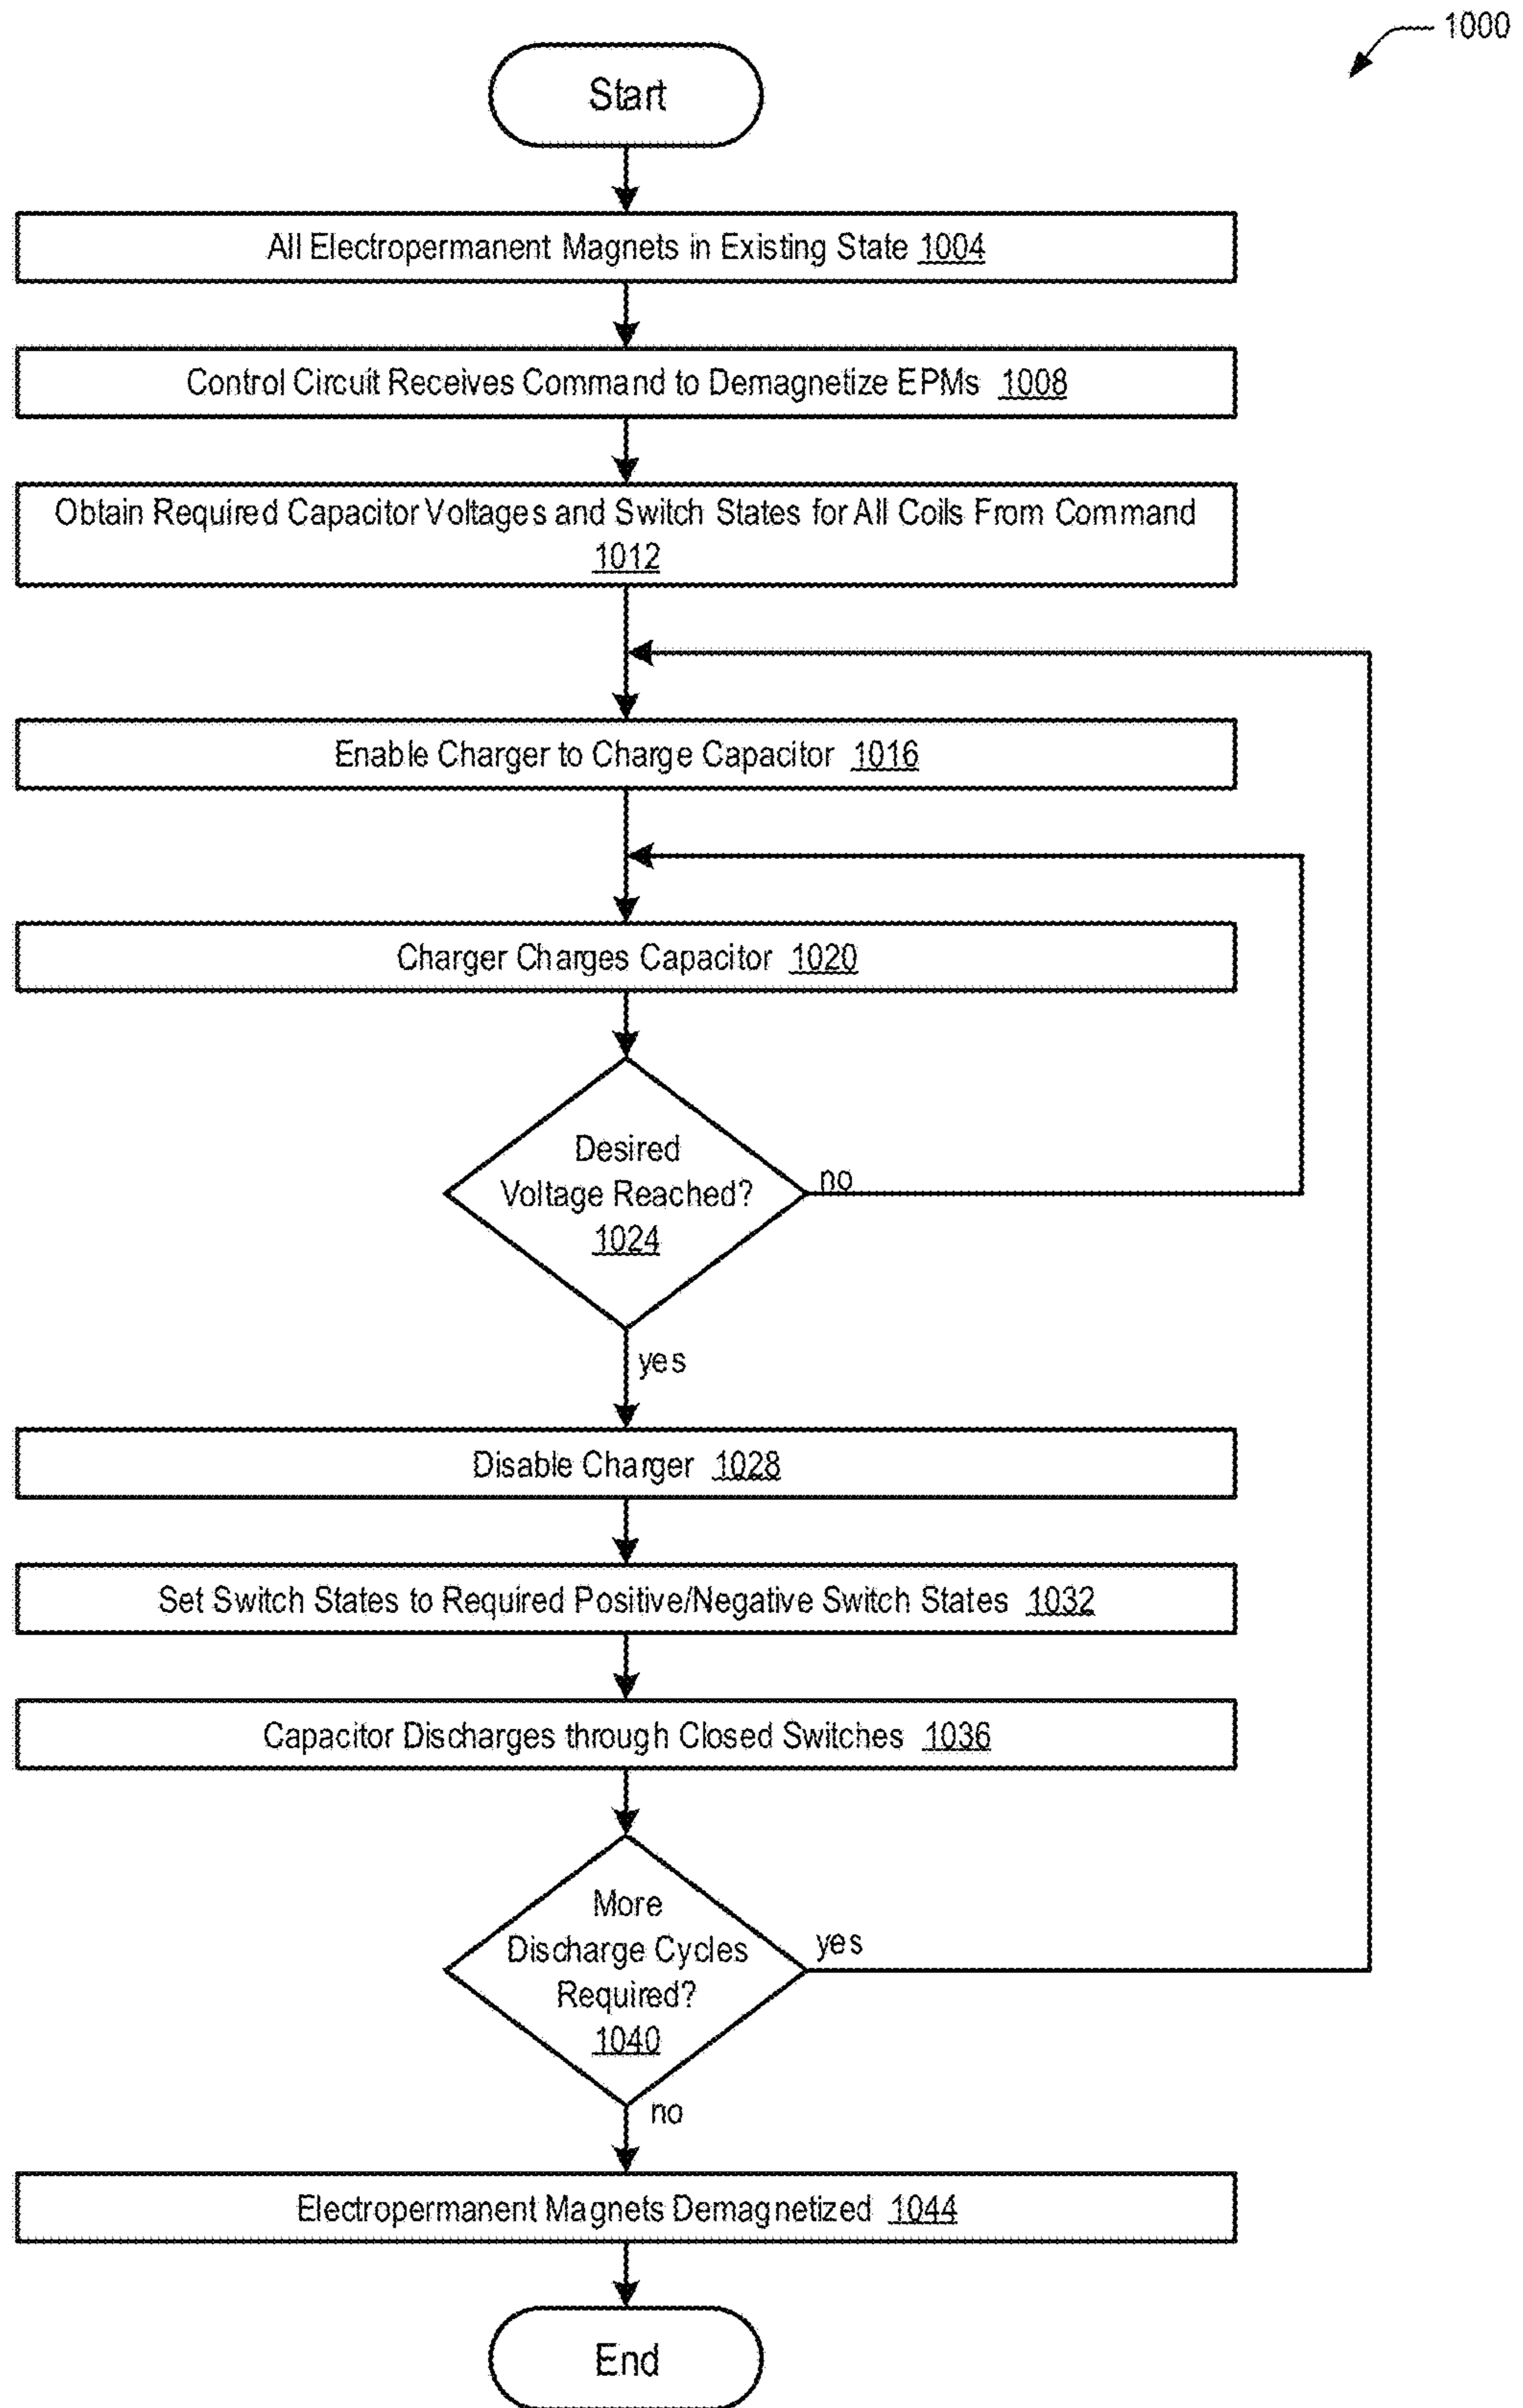 1000
Start
All Electropermanent Magnets in Existing State 1004
Control Circuit Receives Command to Demagnetize EPMs 1008
Obtain Required Capacitor Voltages and Switch States for All Coils From Command
1012
Enable Charger to Charge Capacitor 1016
Charger Charges Capacitor 1020
Desired
Voltage Reached?
1024
no
yes
Disable Charger 1028
Set Switch States to Required Positive/Negative Switch States 1032
Capacitor Discharges through Closed Switches 1036
More
Discharge Cycles
Required?
1040
yes
no
Electropermanent Magnets Demagnetized 1044
End